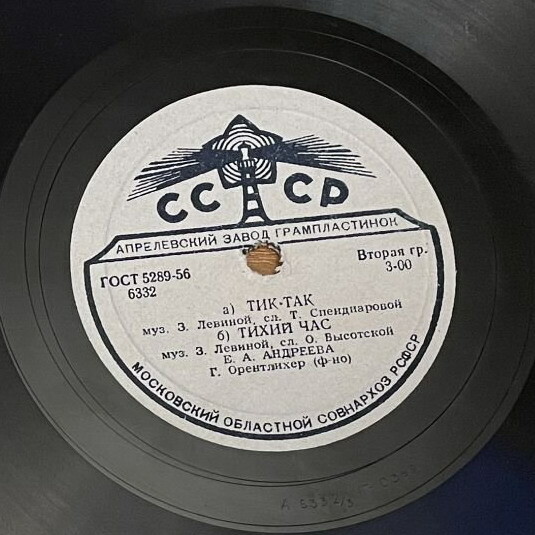 СССР
АПРЕЛЕВСКИЙ ЗАВОД ГРАМПЛАСТИНОК
ГОСТ 5289-56
6332
Вторая гр.
3-00
а) ТИК-ТАК
муз. З. Левиной, сл. Т. Спендиаровой
б) ТИХИЙ ЧАС
муз. З. Левиной, сл. О. Высотской
Е. А. АНДРЕЕВА
Г. Орентлихер (ф-но)
МОСКОВСКИЙ ОБЛАСТНОЙ СОВНАРХОЗ РСФСР